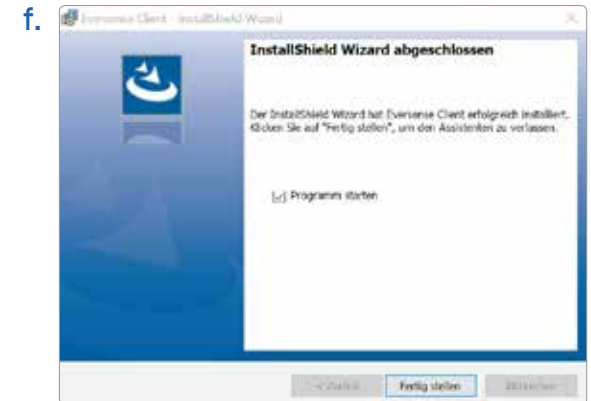 f.
Eversense Client - InstallShield Wizard
InstallShield Wizard abgeschlossen
Der InstallShield Wizard hat Eversense Client erfolgreich installiert.
Klicken Sie auf "Fertig stellen", um den Assistenten zu verlassen.
Programm starten
< Zurück Fertig stellen Abbrechen